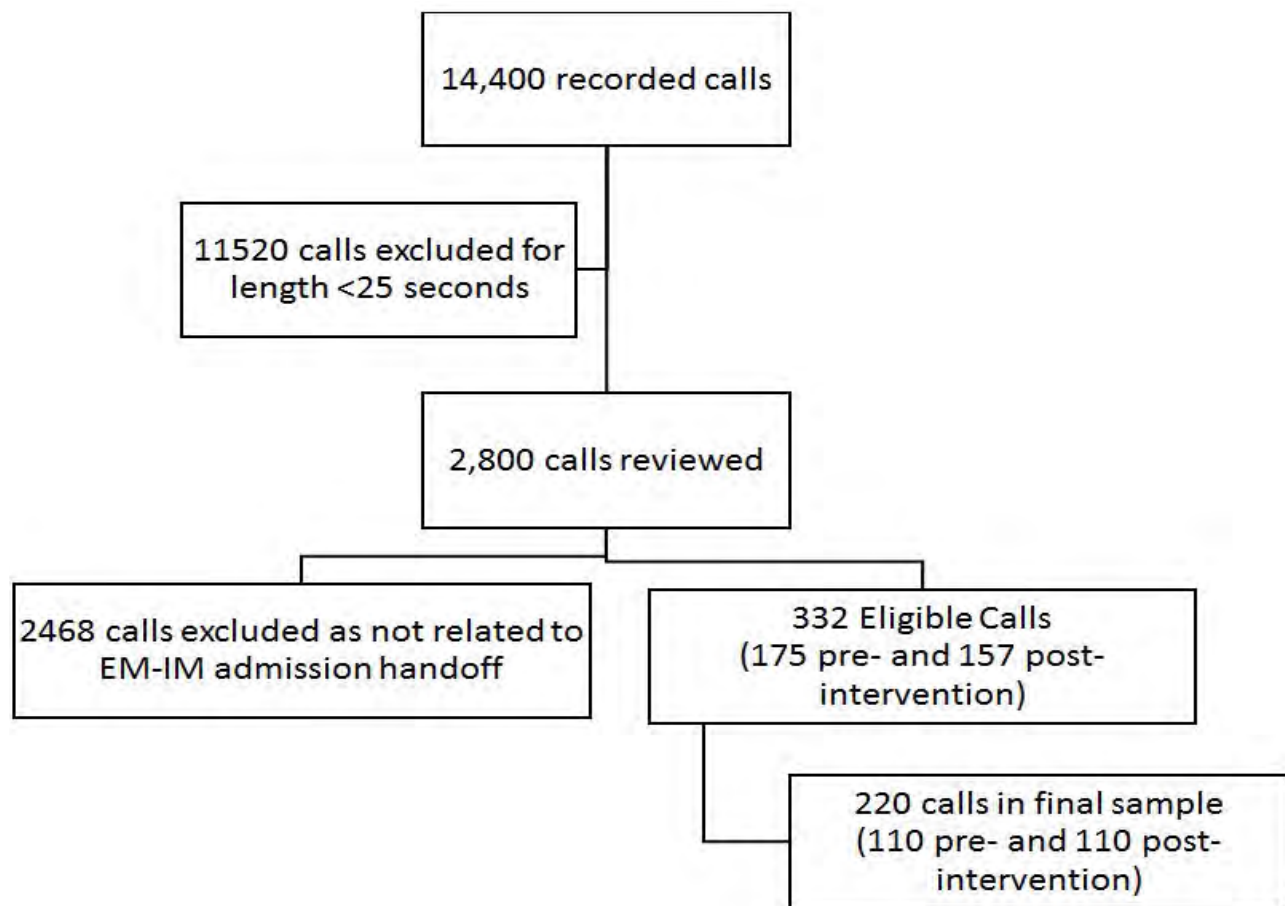 14,400 recorded calls
11520 calls excluded for
length <25 seconds
2,800 calls reviewed
2468 calls excluded as not related to
EM-IM admission handoff
332 Eligible Calls
(175 pre- and 157 post-
intervention)
220 calls in final sample
(110 pre- and 110 post-
intervention)